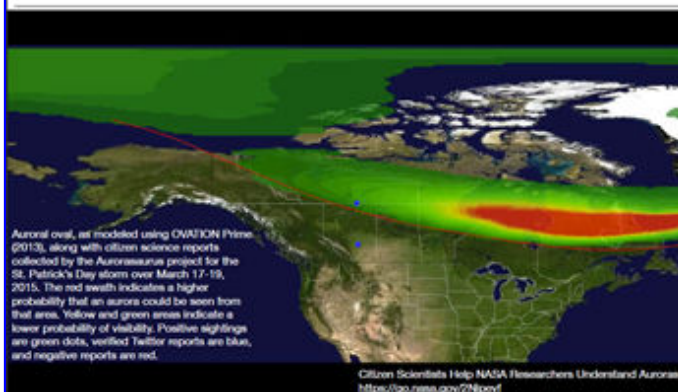 Auroral oval, as modeled using OVATION Prime
(2013), along with citizen science reports
collected by the Aurorasaurus project for the
St. Patrick's Day storm over March 17-19,
2015. The red swath indicates a higher
probability that an aurora could be seen from
that area. Yellow and green areas indicate a
lower probability of visibility. Positive sightings
are green dots, verified Twitter reports are blue,
and negative reports are red.
Citizen Scientists Help NASA Researchers Understand Auroras
https://go.nasa.gov/2Nipeyf